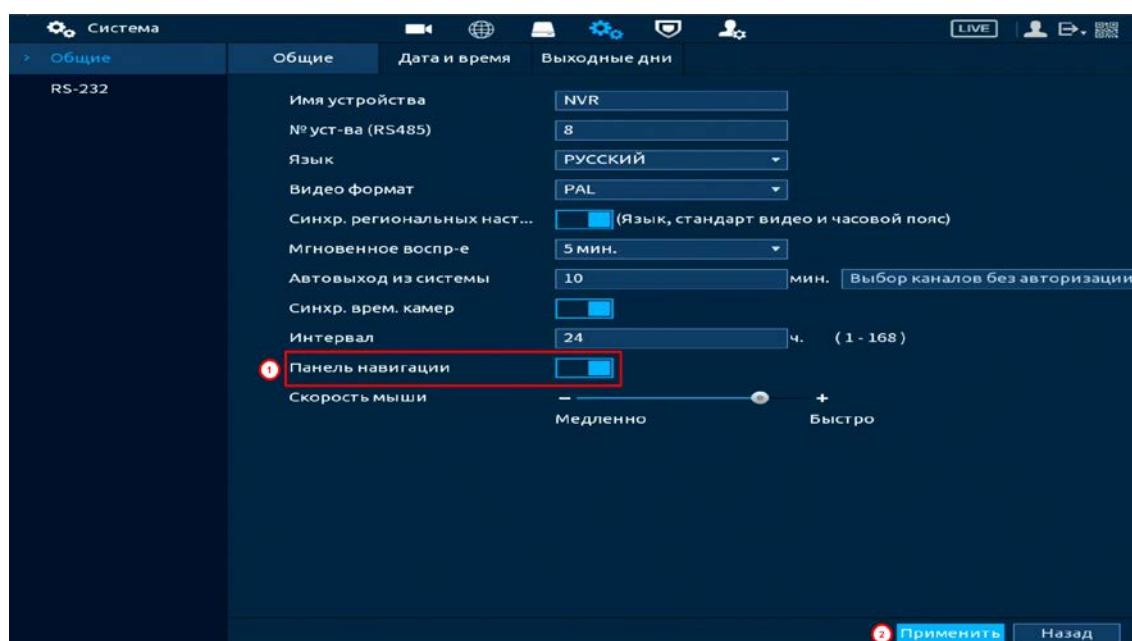 Система LIVE
Общие Общие Дата и время Выходные дни
RS-232
Имя устройства NVR
№ уст-ва (RS485) 8
Язык РУССКИЙ
Видео формат PAL
Синхр. региональных наст... (Язык, стандарт видео и часовой пояс)
Мгновенное воспр-е 5 мин.
Автовыход из системы 10 мин. Выбор каналов без авторизации
Синхр. врем. камер
Интервал 24 ч. (1 - 168)
1 Панель навигации
Скорость мыши - +
Медленно Быстро
2 Применить Назад